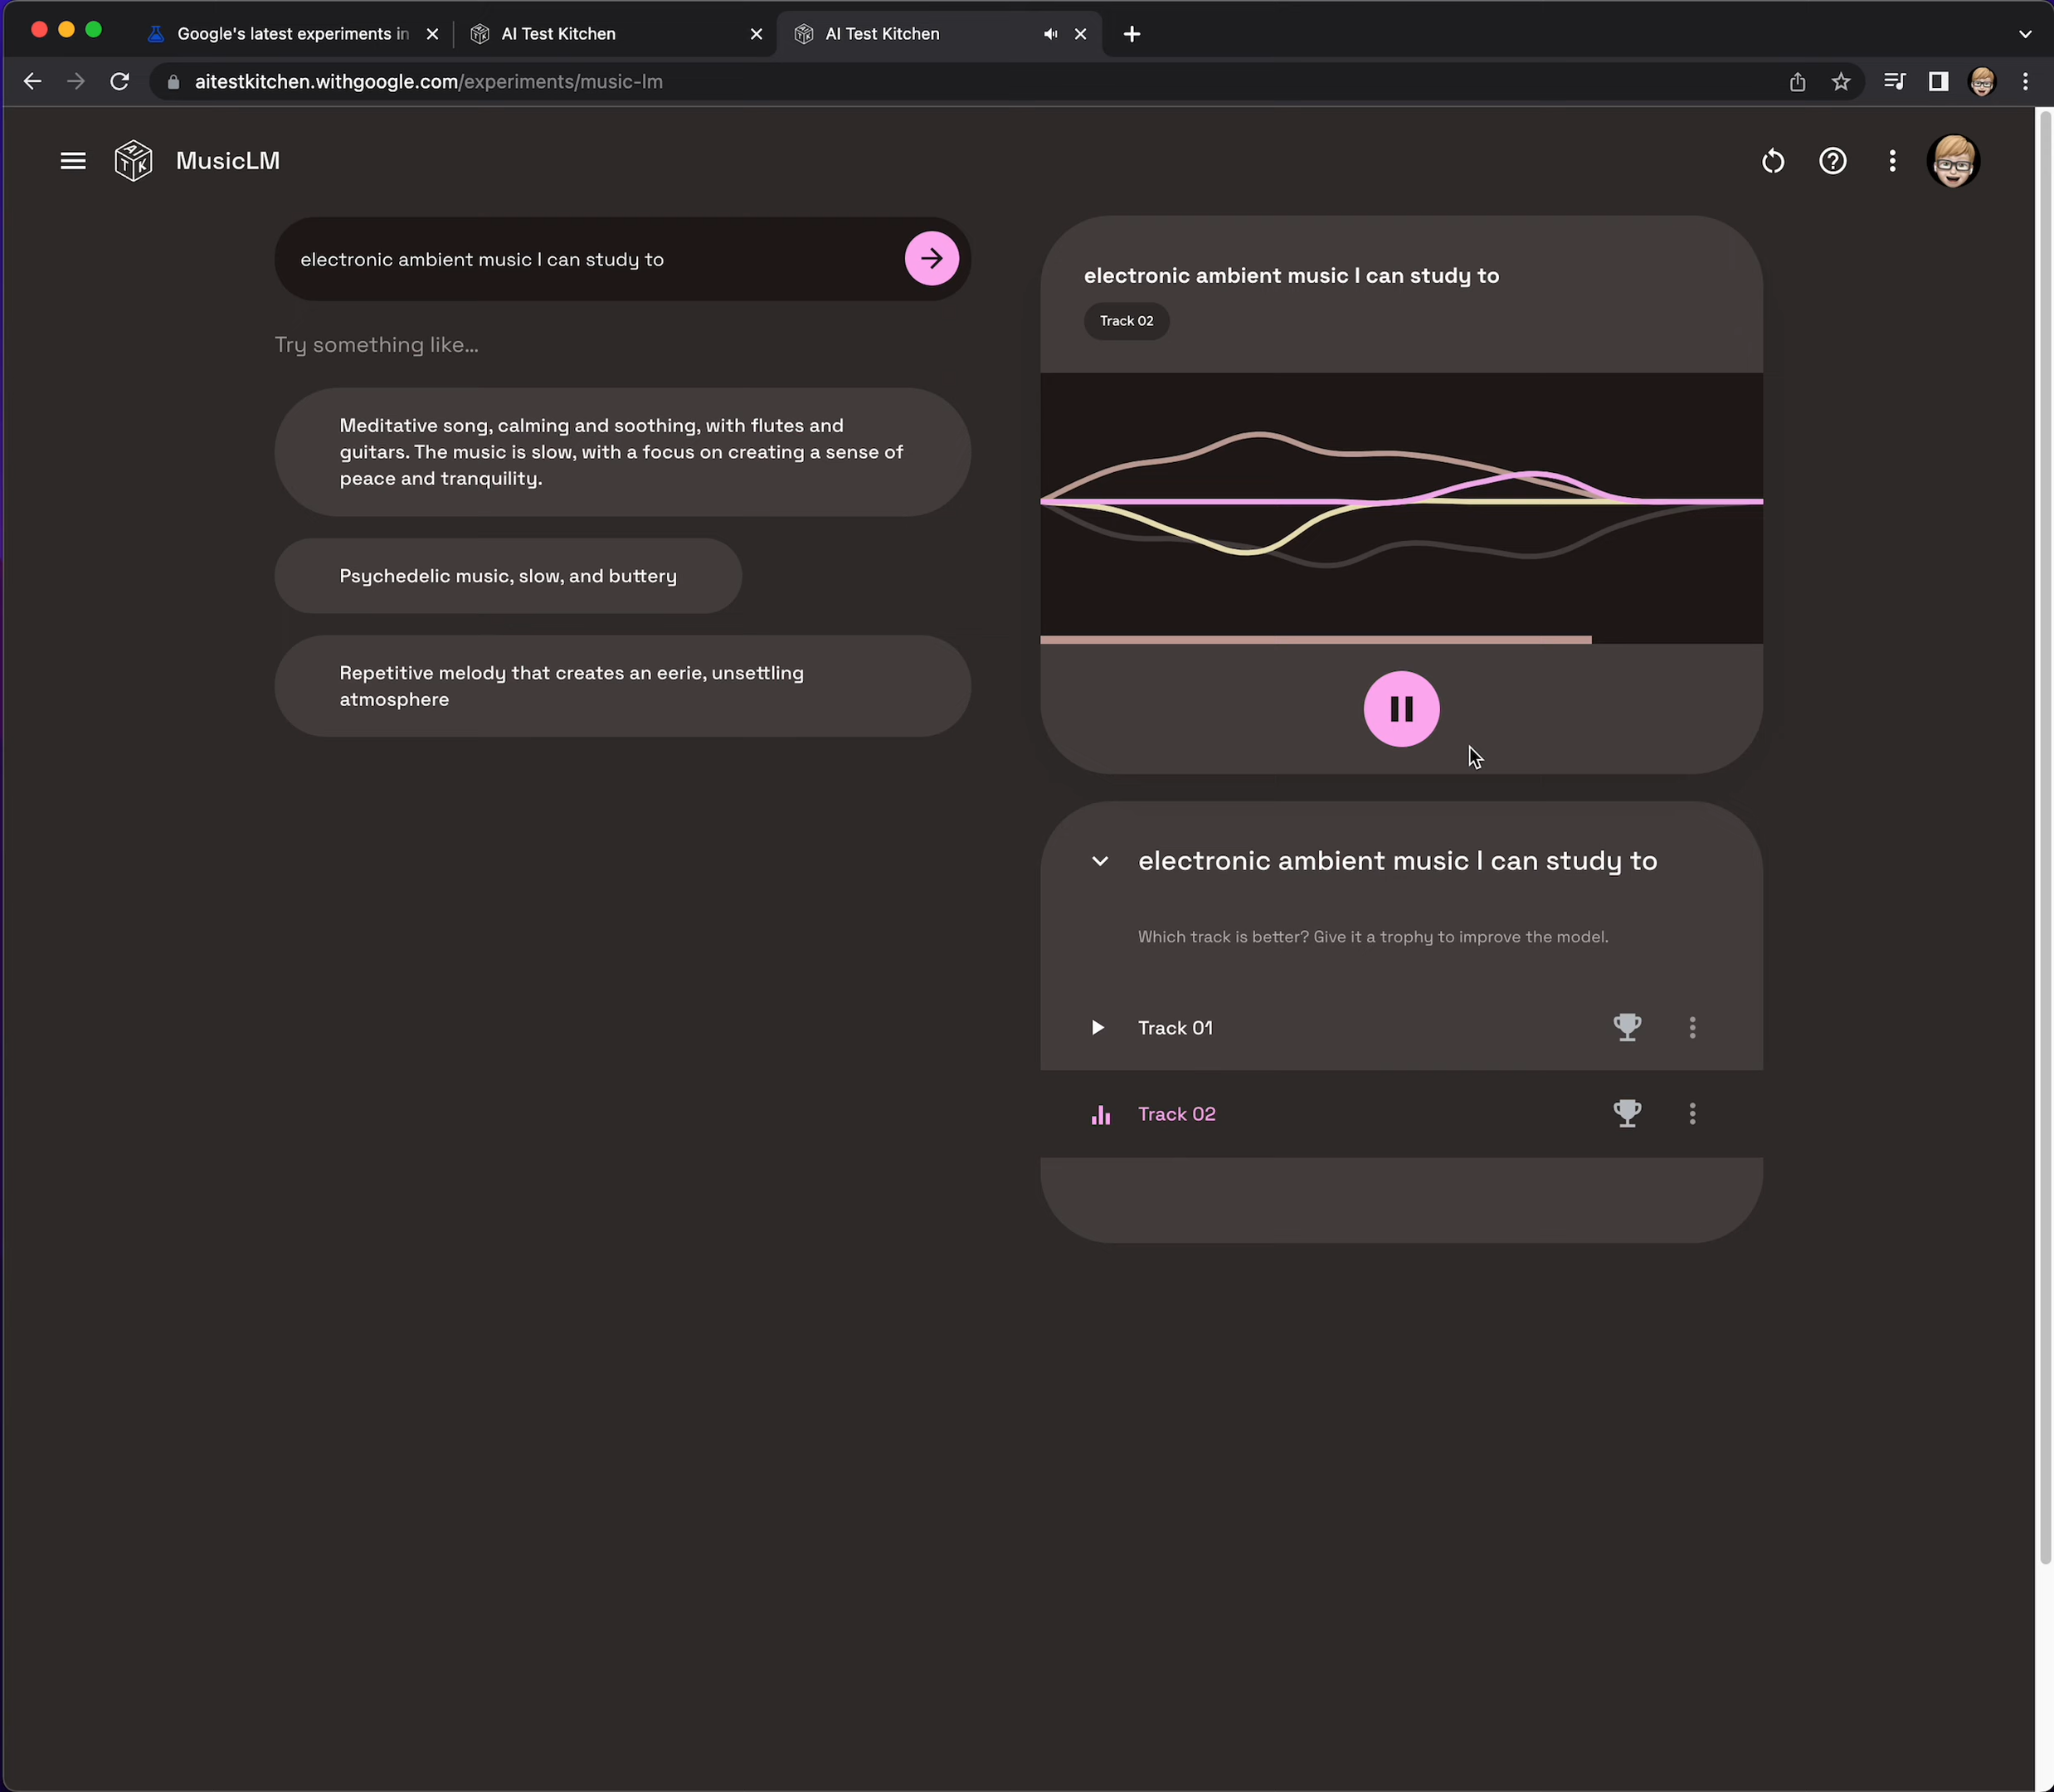 Google's latest experiments in
AI Test Kitchen
AI Test Kitchen
aitestkitchen.withgoogle.com/experiments/music-lm
AI
T K
MusicLM
electronic ambient music I can study to
Try something like...
Meditative song, calming and soothing, with flutes and
guitars. The music is slow, with a focus on creating a sense of
peace and tranquility.
Psychedelic music, slow, and buttery
Repetitive melody that creates an eerie, unsettling
atmosphere
electronic ambient music I can study to
Track 02
electronic ambient music I can study to
Which track is better? Give it a trophy to improve the model.
Track 01
Track 02